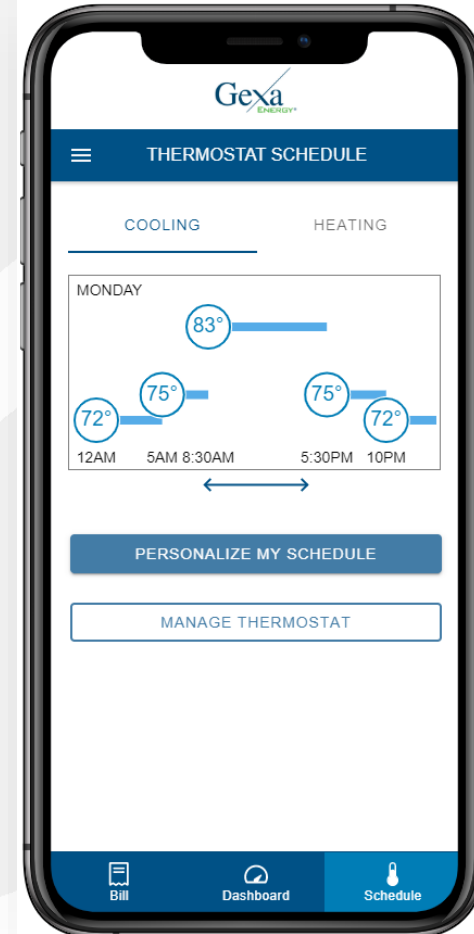 Gexa
ENERGY
THERMOSTAT SCHEDULE
COOLING HEATING
MONDAY
83°
75° 75°
72° 72°
12AM 5AM 8:30AM 5:30PM 10PM
PERSONALIZE MY SCHEDULE
MANAGE THERMOSTAT
Bill Dashboard Schedule